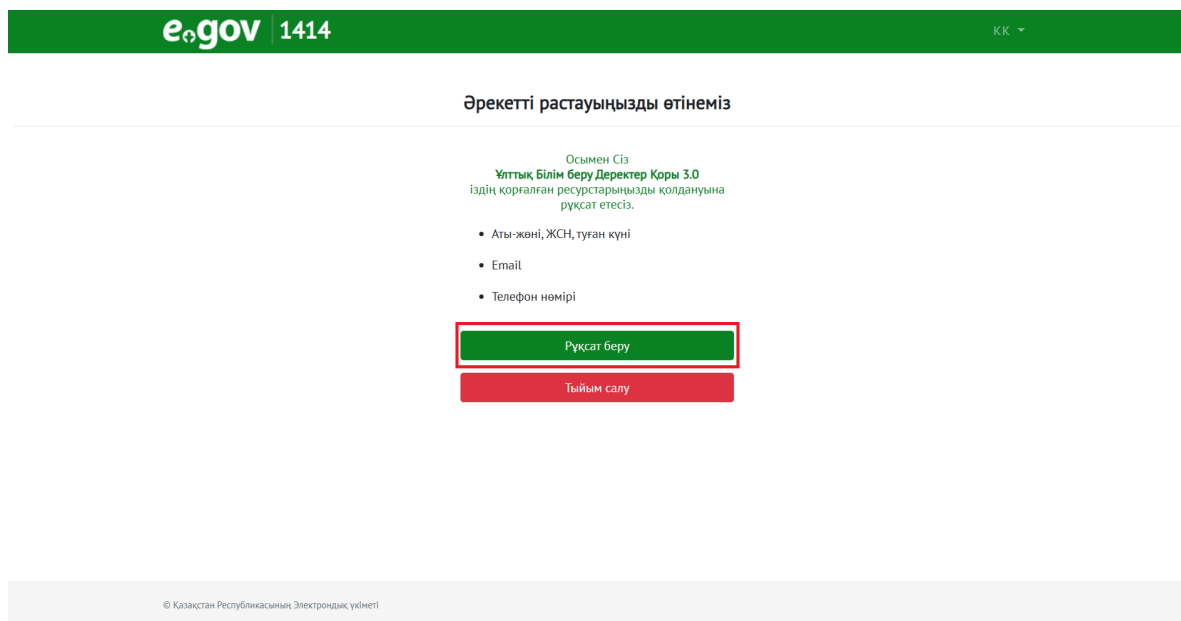 egov 1414
KK
Әрекетті растауыңызды өтінеміз
Осымен Сіз
Ұлттық Білім беру Деректер Қоры 3.0
іздің қорғалған ресурстарыңызды қолдануына
рұқсат етесіз.
• Аты-жөні, ЖСН, туған күні
• Email
• Телефон нөмірі
Рұқсат беру
Тыйым салу
© Қазақстан Республикасының Электрондық үкіметі